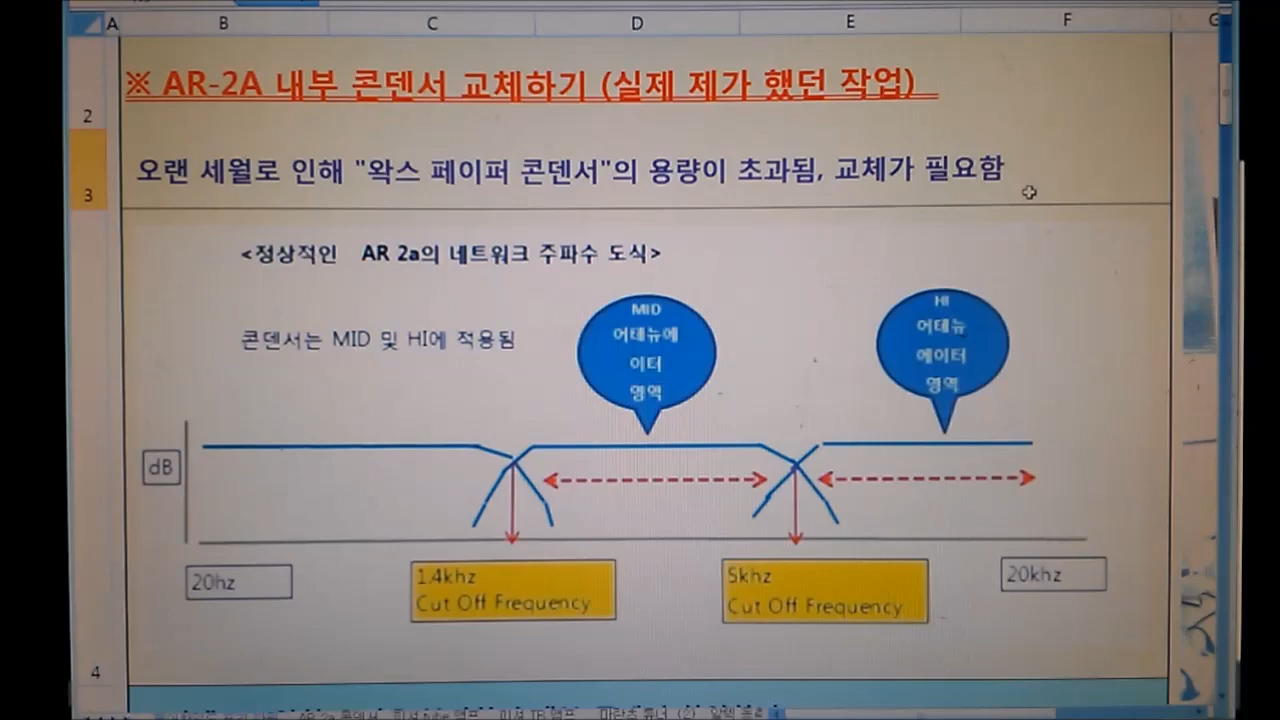 A B C D E F G
2
※ AR-2A 내부 콘덴서 교체하기 (실제 제가 했던 작업)
3
오랜 세월로 인해 "왁스 페이퍼 콘덴서"의 용량이 초과됨, 교체가 필요함
<정상적인 AR 2a의 네트워크 주파수 도식>
콘덴서는 MID 및 HI에 적용됨
MID
어테뉴에
이터
영역
HI
어테뉴
에이터
영역
dB
20hz
1.4khz
Cut Off Frequency
5khz
Cut Off Frequency
20khz
4